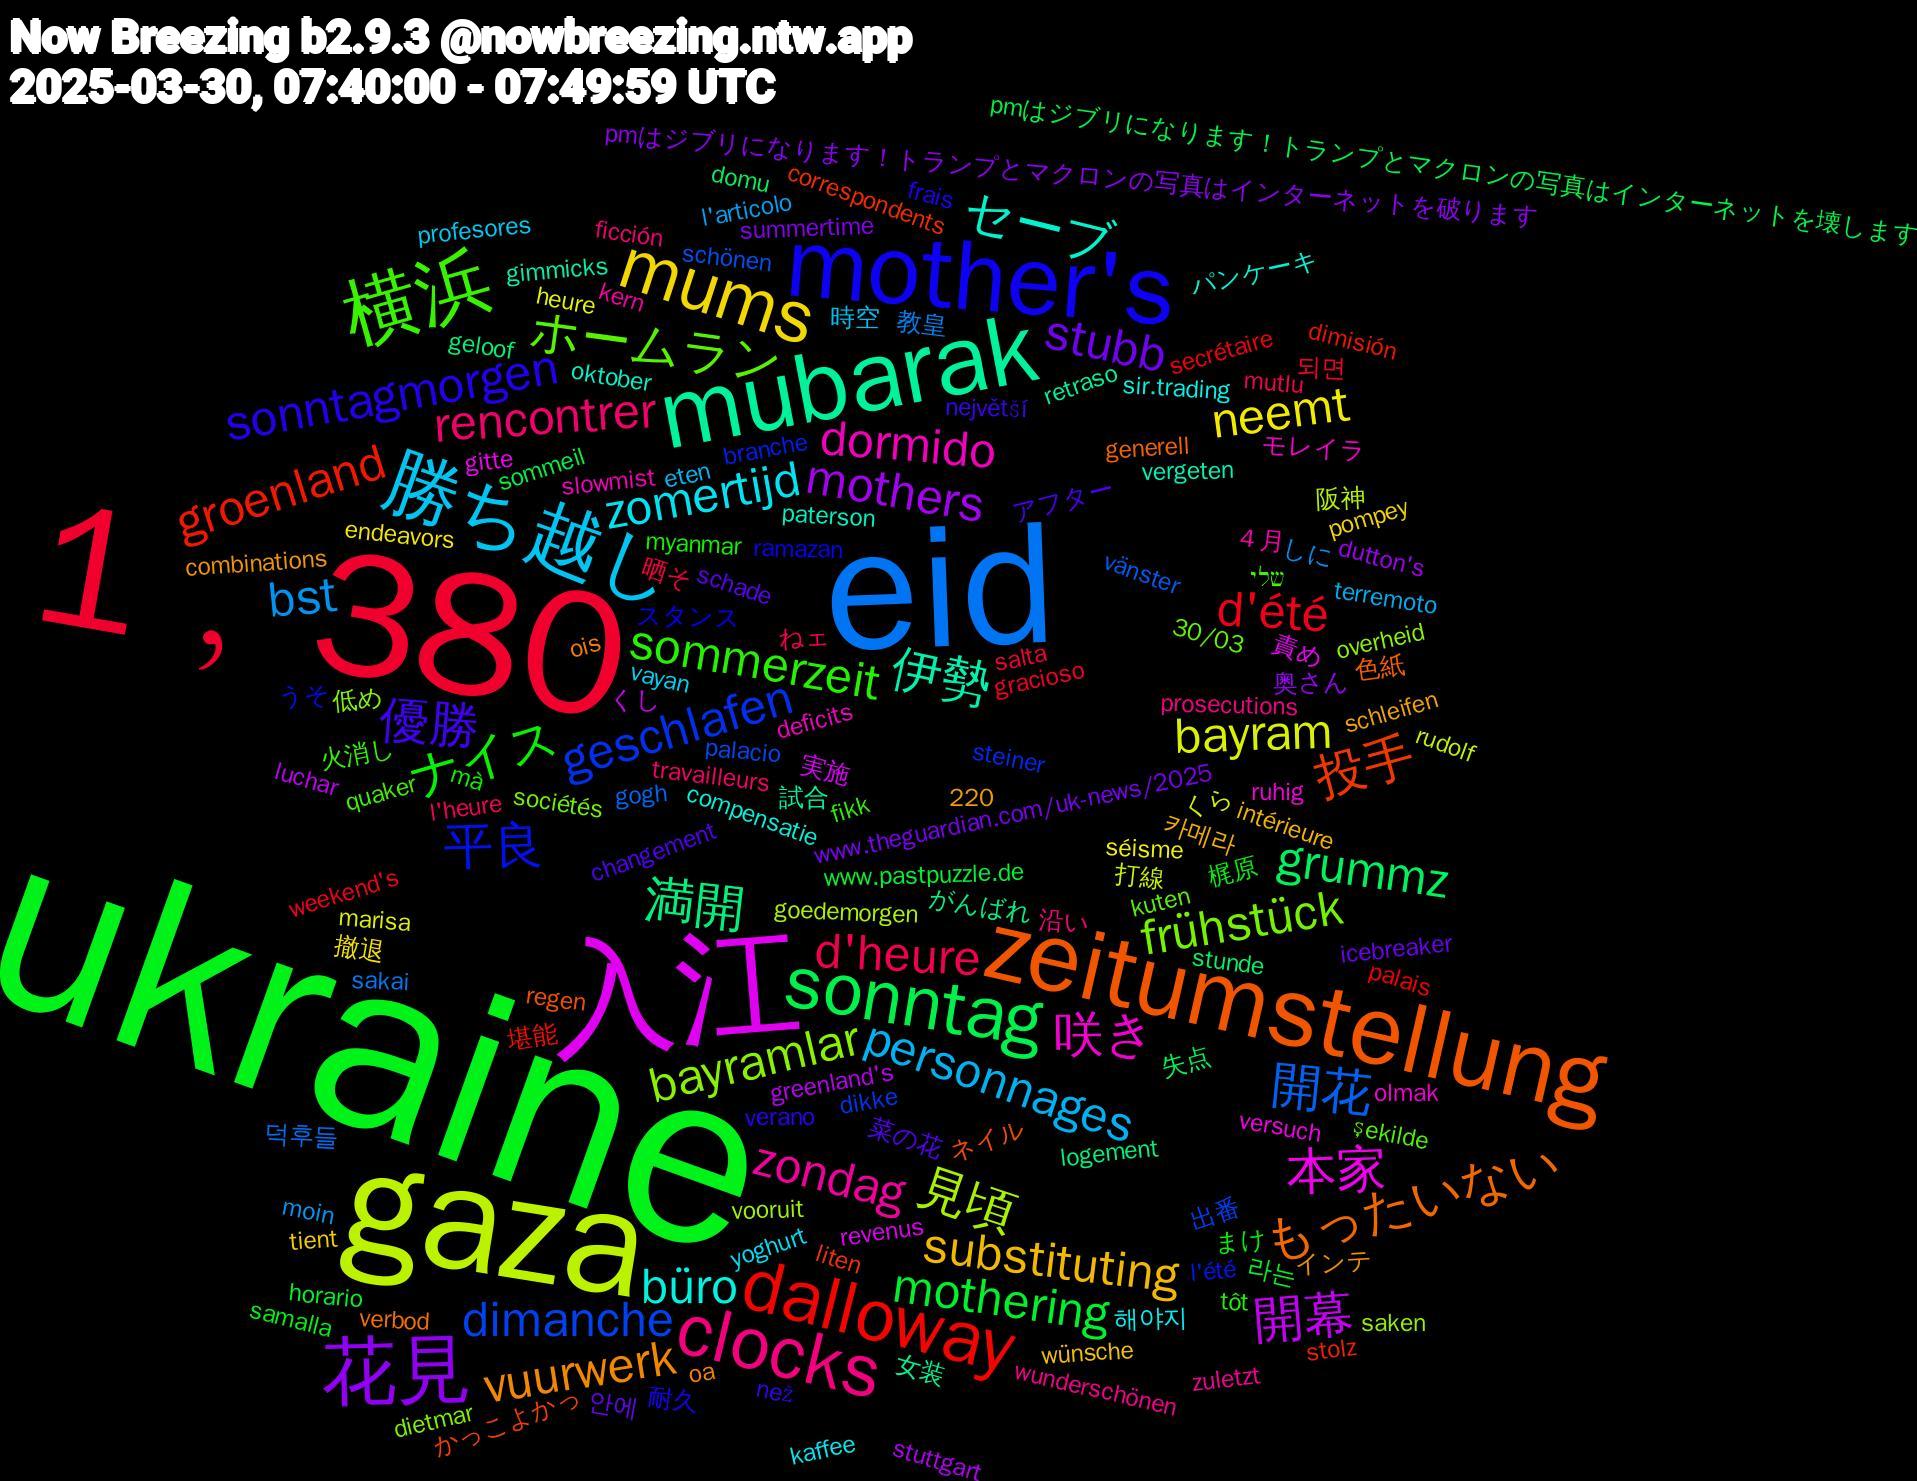 Now Breezing b2.9.3 @nowbreezing.ntw.app
2025-03-30, 07:40:00 - 07:49:59 UTC
pmはジブリになります！トランプとマクロンの写真はインターネットを壊します
pmはジブリになります！トランプとマクロンの写真はインターネットを破ります
domu
correspondents
frais
l'articolo
summertime
profesores
ficción
セーブ
schönen
gimmicks
kern
パンケーキ
mums
mother's
横浜
heure
ホームラン
時空
教皇
stubb
geloof
mubarak
oktober
retraso
sir.trading
secrétaire
dimisión
되면
mutlu
sonntagmorgen
největší
neemt
rencontrer
dormido
branche
generell
モレイラ
gitte
sommeil
slowmist
eten
mothers
vergeten
アフター
阪神
groenland
勝ち越し
zomertijd
paterson
pompey
endeavors
myanmar
ramazan
４月
しに
dutton's
combinations
晒そ
schade
vänster
שלי
terremoto
1，380
eid
スタンス
d'été
30/03
overheid
ois
ねェ
sommerzeit
伊勢
salta
gracioso
責め
色紙
うそ
低め
優勝
geschlafen
vayan
奥さん
くし
deficits
prosecutions
schleifen
bayram
投手
rudolf
火消し
ナイス
mà
palacio
steiner
luchar
quaker
travailleurs
実施
ruhig
icebreaker
l'heure
sociétés
gogh
試合
compensatie
fikk
220
www.theguardian.com/uk-news/2025
くら
intérieure
카메라
平良
changement
séisme
打線
梶原
grummz
weekend's
満開
www.pastpuzzle.de
がんばれ
kuten
marisa
goedemorgen
沿い
frühstück
撤退
入江
d'heure
stunde
palais
sakai
regen
sonntag
zeitumstellung
堪能
bayramlar
personnages
失点
greenland's
咲き
開花
olmak
ukraine
dikke
verano
菜の花
ネイル
versuch
şekilde
덕후들
logement
zondag
本家
gaza
見頃
もったいない
moin
vooruit
revenus
出番
まけ
tient
yoghurt
substituting
라는
インテ
liten
l'été
büro
horario
dalloway
mothering
tôt
해야지
開幕
samalla
verbod
dimanche
clocks
saken
花見
vuurwerk
oa
wünsche
stolz
女装
než
耐久
안에
wunderschönen
zuletzt
dietmar
かっこよかっ
kaffee
stuttgart
bst